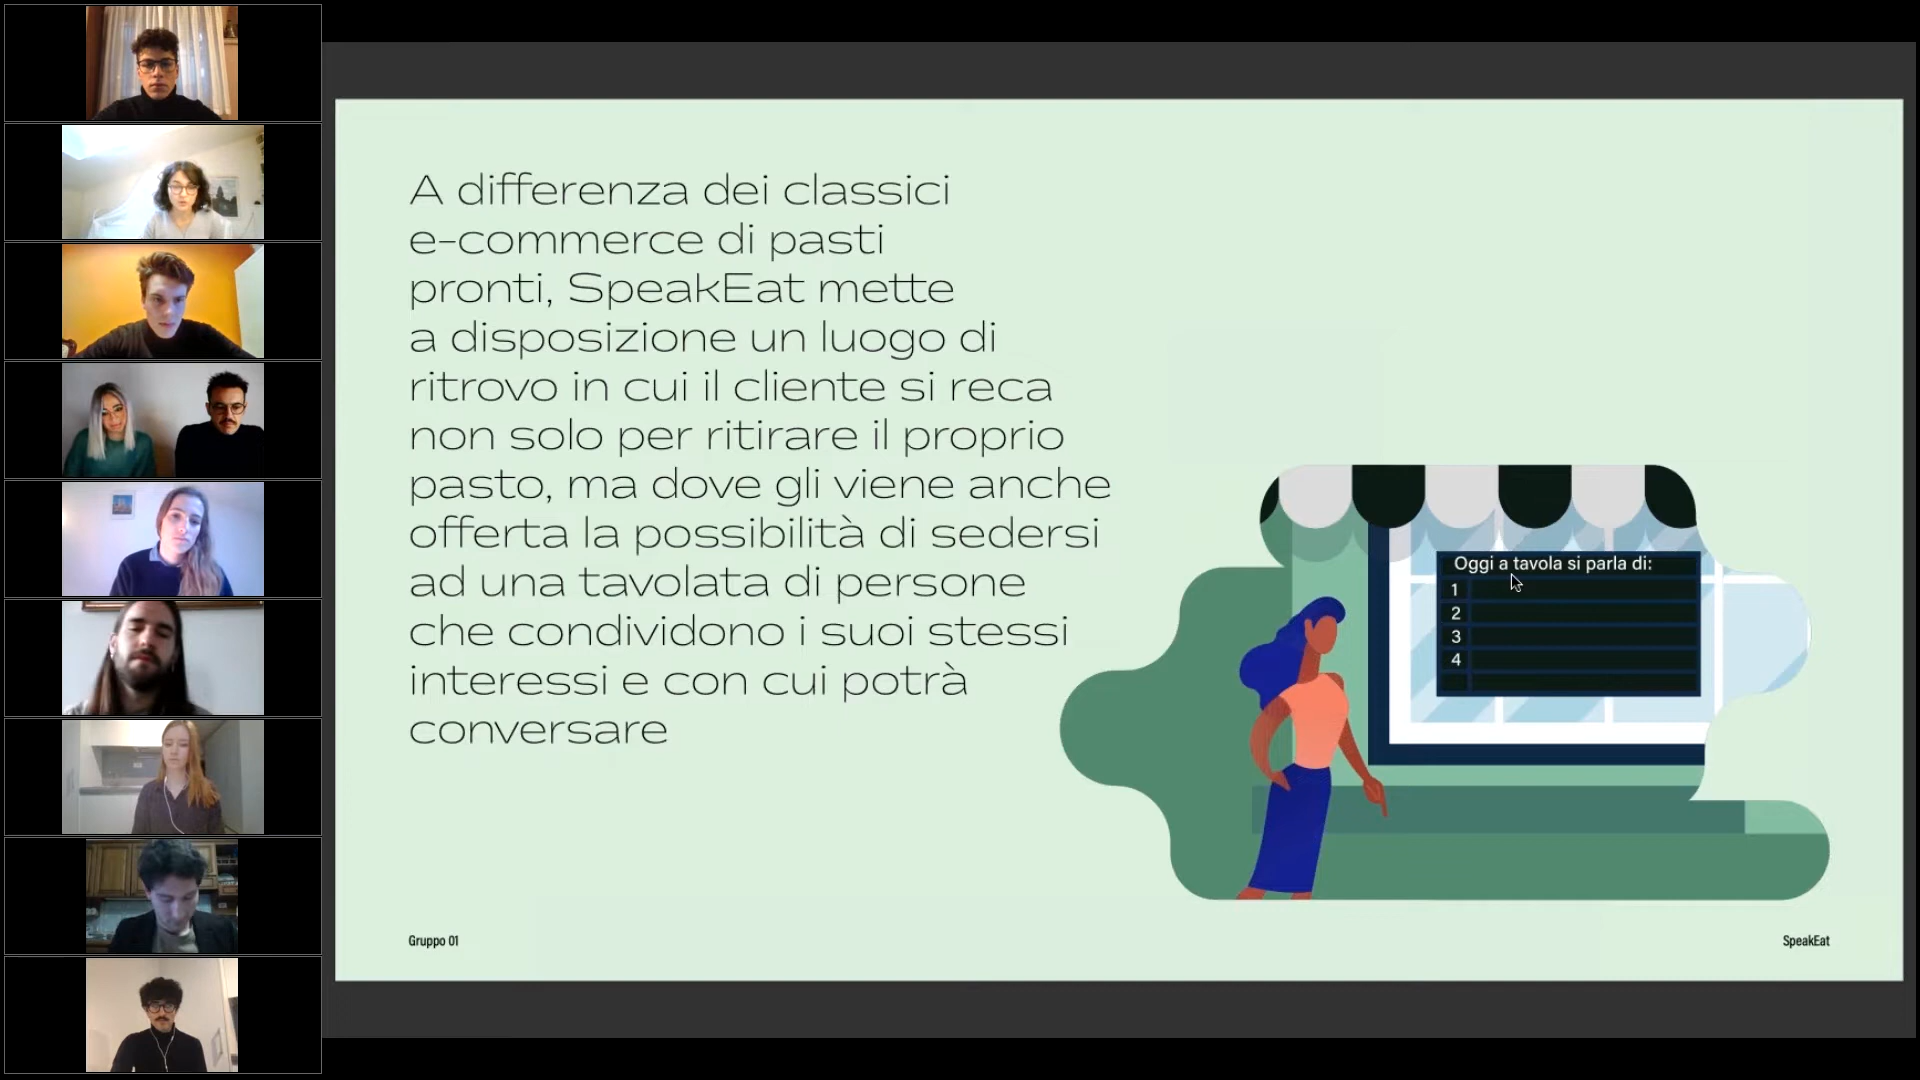 A differenza dei classici
e-commerce di pasti
pronti, SpeakEat mette
a disposizione un luogo di
ritrovo in cui il cliente si reca
non solo per ritirare il proprio
pasto, ma dove gli viene anche
offerta la possibilità di sedersi
ad una tavolata di persone
che condividono i suoi stessi
interessi e con cui potrà
conversare
Oggi a tavola si parla di:
1
2
3
4
Gruppo 01
SpeakEat